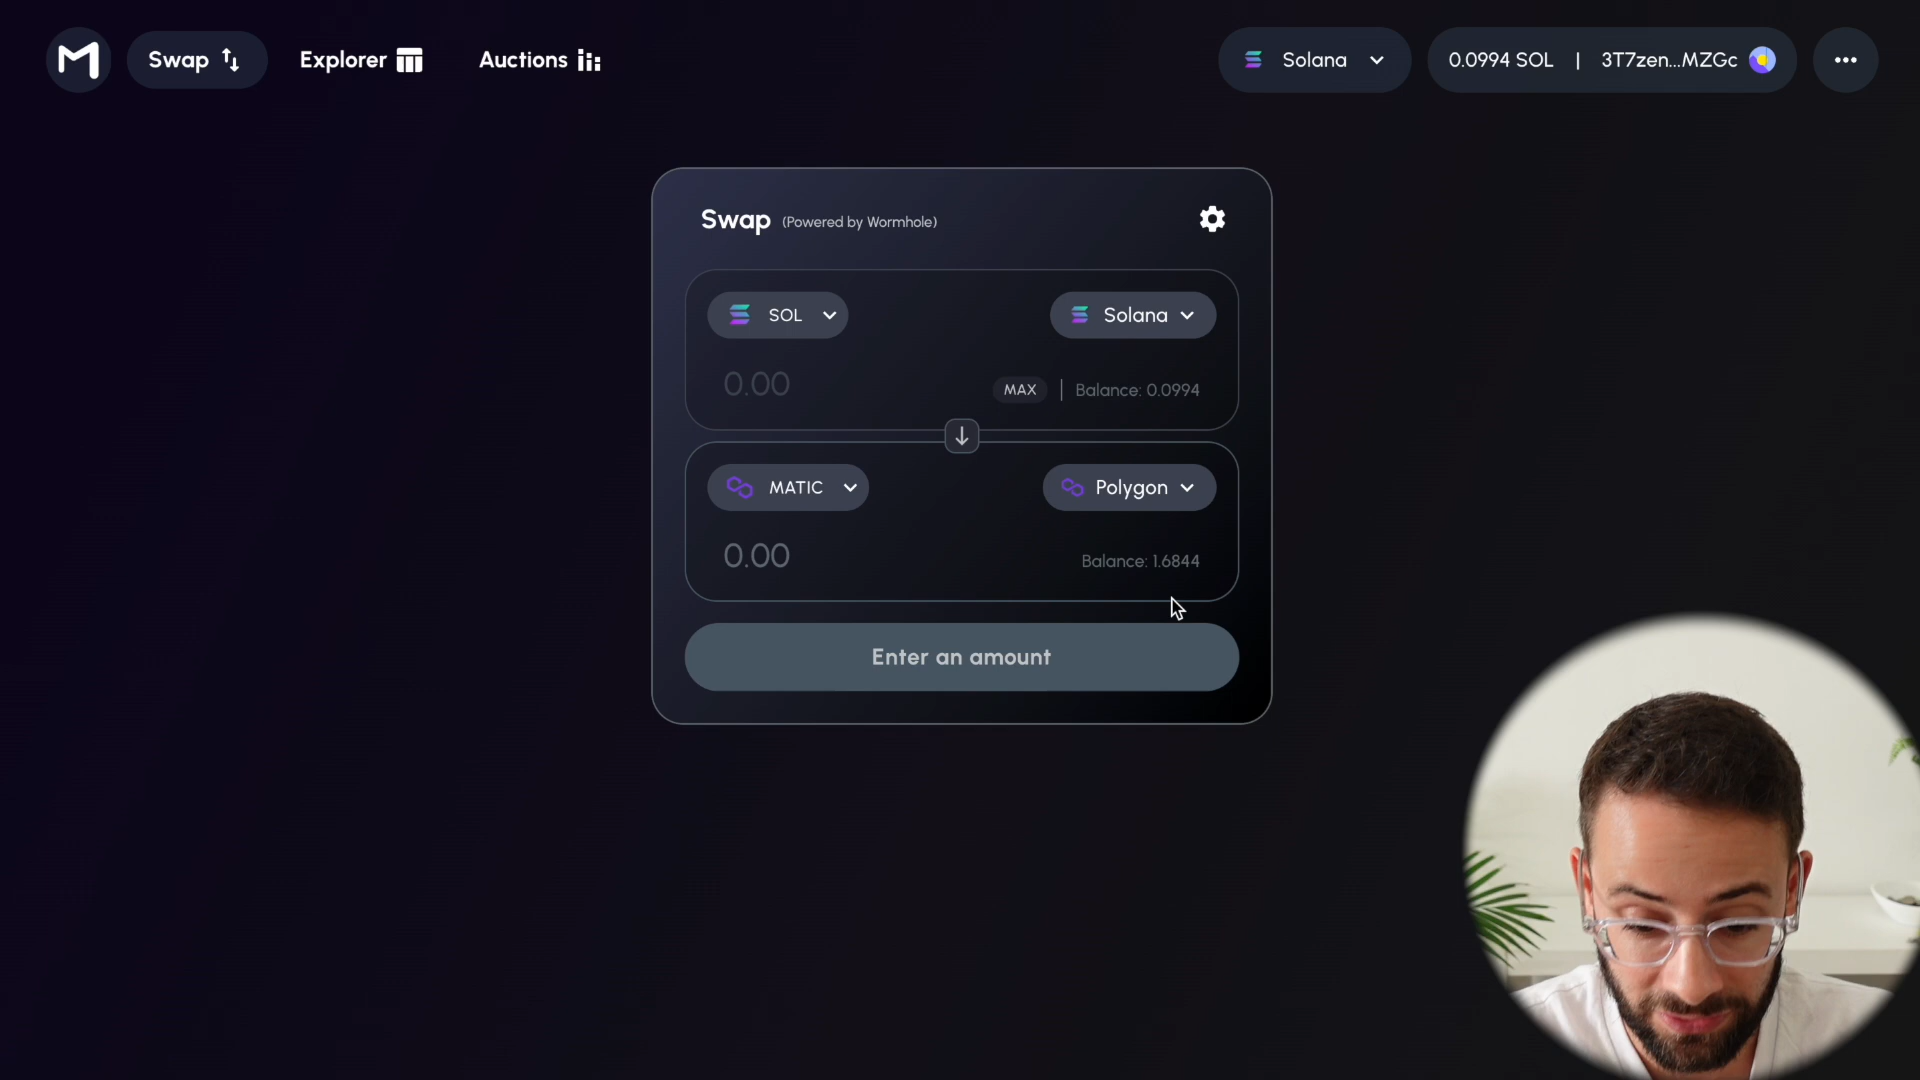 Swap
Explorer
Auctions
Solana
0.0994 SOL | 3T7zen...MZGc
Swap (Powered by Wormhole)
SOL
Solana
0.00
MAX | Balance: 0.0994
MATIC
Polygon
0.00
Balance: 1.6844
Enter an amount